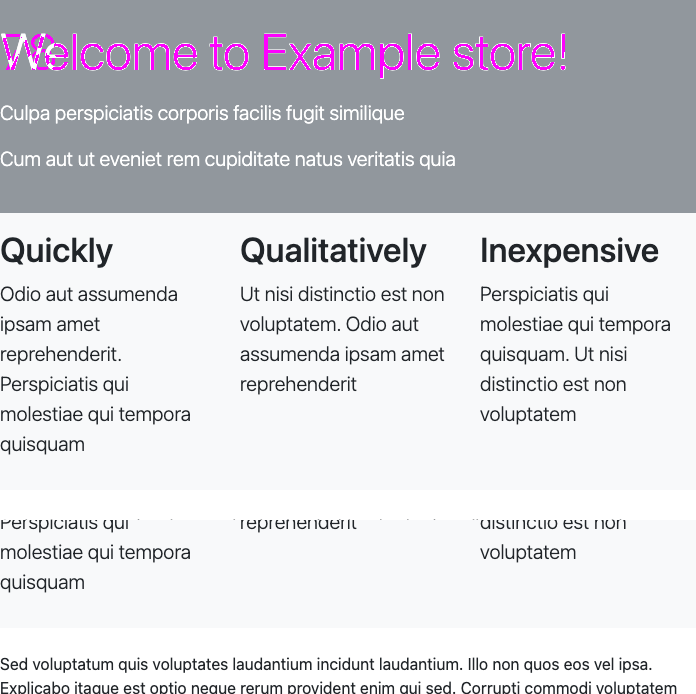 Welcome to Example store!
Culpa perspiciatis corporis facilis fugit similique
Cum aut ut eveniet rem cupiditate natus veritatis quia
Quickly
Odio aut assumenda
ipsam amet
reprehenderit.
Perspiciatis qui
molestiae qui tempora
quisquam
Qualitatively
Ut nisi distinctio est non
voluptatem. Odio aut
assumenda ipsam amet
reprehenderit
Inexpensive
Perspiciatis qui
molestiae qui tempora
quisquam. Ut nisi
distinctio est non
voluptatem
Perspiciatis qui
molestiae qui tempora
quisquam
reprehenderit
distinctio est non
voluptatem
Sed voluptatum quis voluptates laudantium incidunt laudantium. Illo non quos eos vel ipsa.
Explicabo itaque est optio neque rerum provident enim qui sed. Corrupti commodi voluptatem